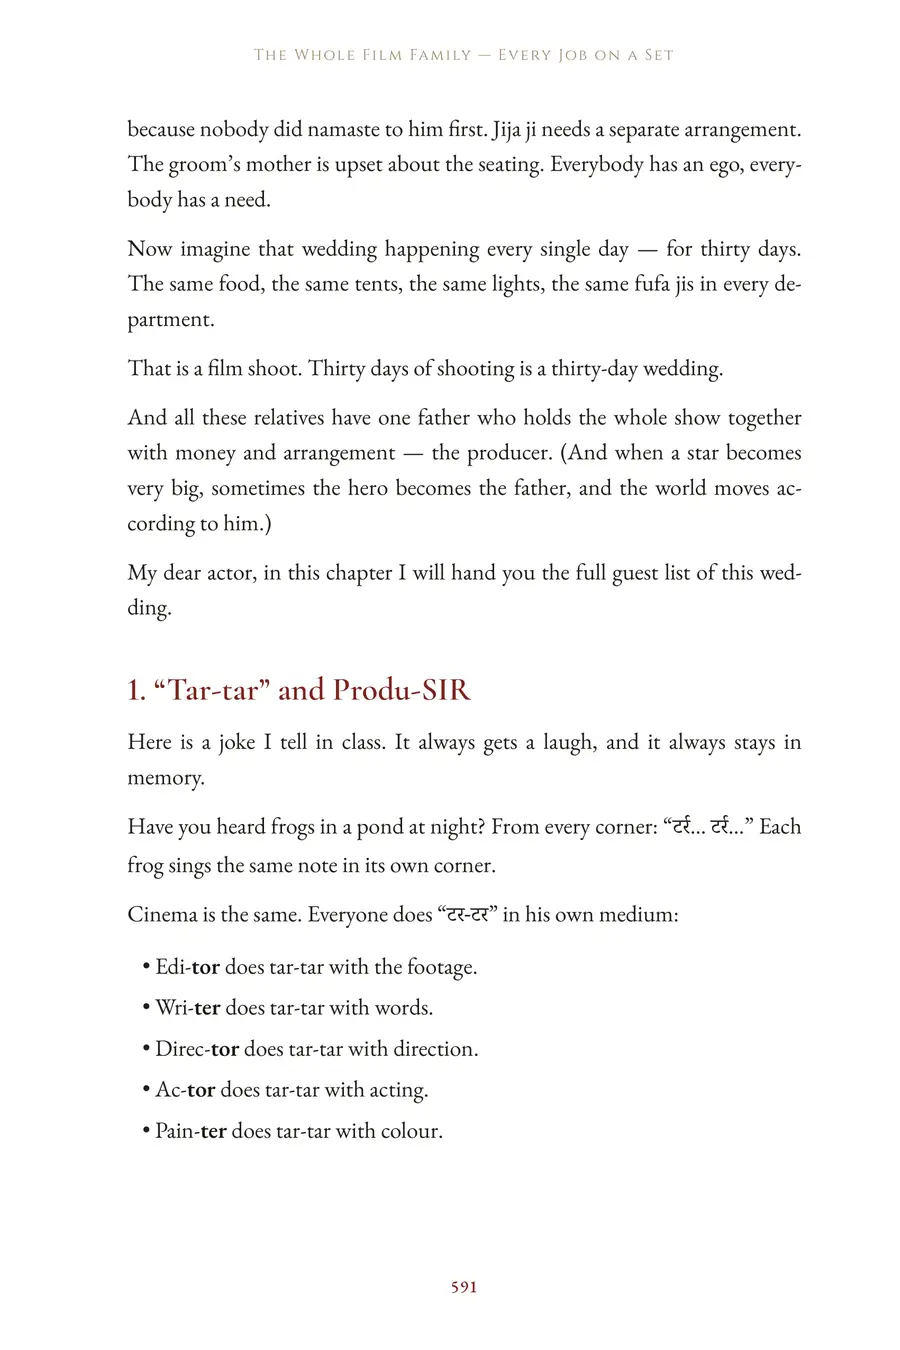 The Whole Film Family — Every Job on a Set
because nobody did namaste to him first. Jija ji needs a separate arrangement.
The groom’s mother is upset about the seating. Everybody has an ego, every-
body has a need.
Now imagine that wedding happening every single day — for thirty days.
The same food, the same tents, the same lights, the same fufa jis in every de-
partment.
That is a film shoot. Thirty days of shooting is a thirty-day wedding.
And all these relatives have one father who holds the whole show together
with money and arrangement — the producer. (And when a star becomes
very big, sometimes the hero becomes the father, and the world moves ac-
cording to him.)
My dear actor, in this chapter I will hand you the full guest list of this wed-
ding.
1. “Tar-tar” and Produ-SIR
Here is a joke I tell in class. It always gets a laugh, and it always stays in
memory.
Have you heard frogs in a pond at night? From every corner: “टर्र... टर्र...” Each
frog sings the same note in its own corner.
Cinema is the same. Everyone does “टर-टर” in his own medium:
• Edi-tor does tar-tar with the footage.
• Wri-ter does tar-tar with words.
• Direc-tor does tar-tar with direction.
• Ac-tor does tar-tar with acting.
• Pain-ter does tar-tar with colour.
591